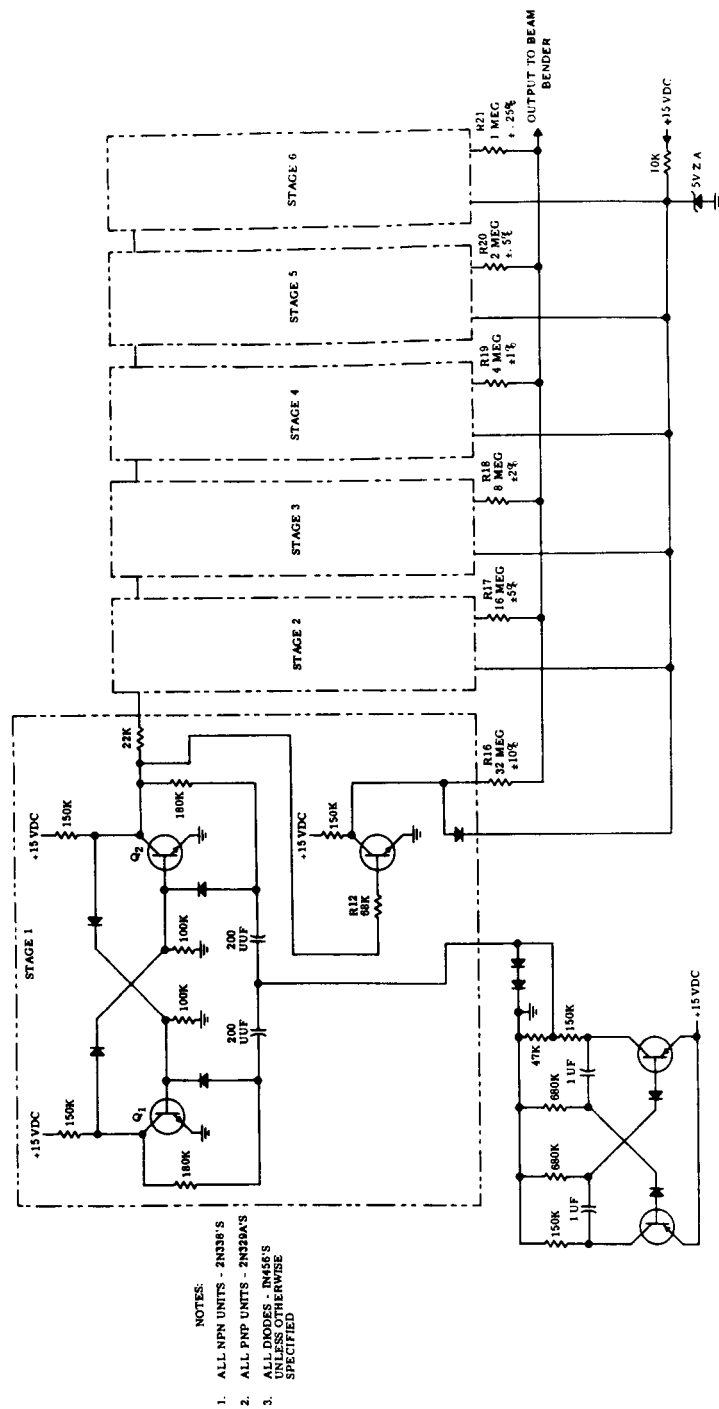 STAGE 1
+15 VDC
150K
Q1
180K
200
UUF
100K
100K
200
UUF
+15 VDC
150K
Q2
180K
22K
+15 VDC
150K
R12
68K
STAGE 2
STAGE 3
STAGE 4
STAGE 5
STAGE 6
R16
32 MEG
±10%
R17
16 MEG
±5%
R18
8 MEG
±2%
R19
4 MEG
±1%
R20
2 MEG
±.5%
R21
1 MEG
±.25%
OUTPUT TO BEAM
BENDER
10K
+15 VDC
5V Z A
150K
1 UF
680K
680K
1 UF
47K
150K
+15 VDC
NOTES:
1. ALL NPN UNITS - 2N338'S
2. ALL PNP UNITS - 2N329A'S
3. ALL DIODES - IN456'S
UNLESS OTHERWISE
SPECIFIED